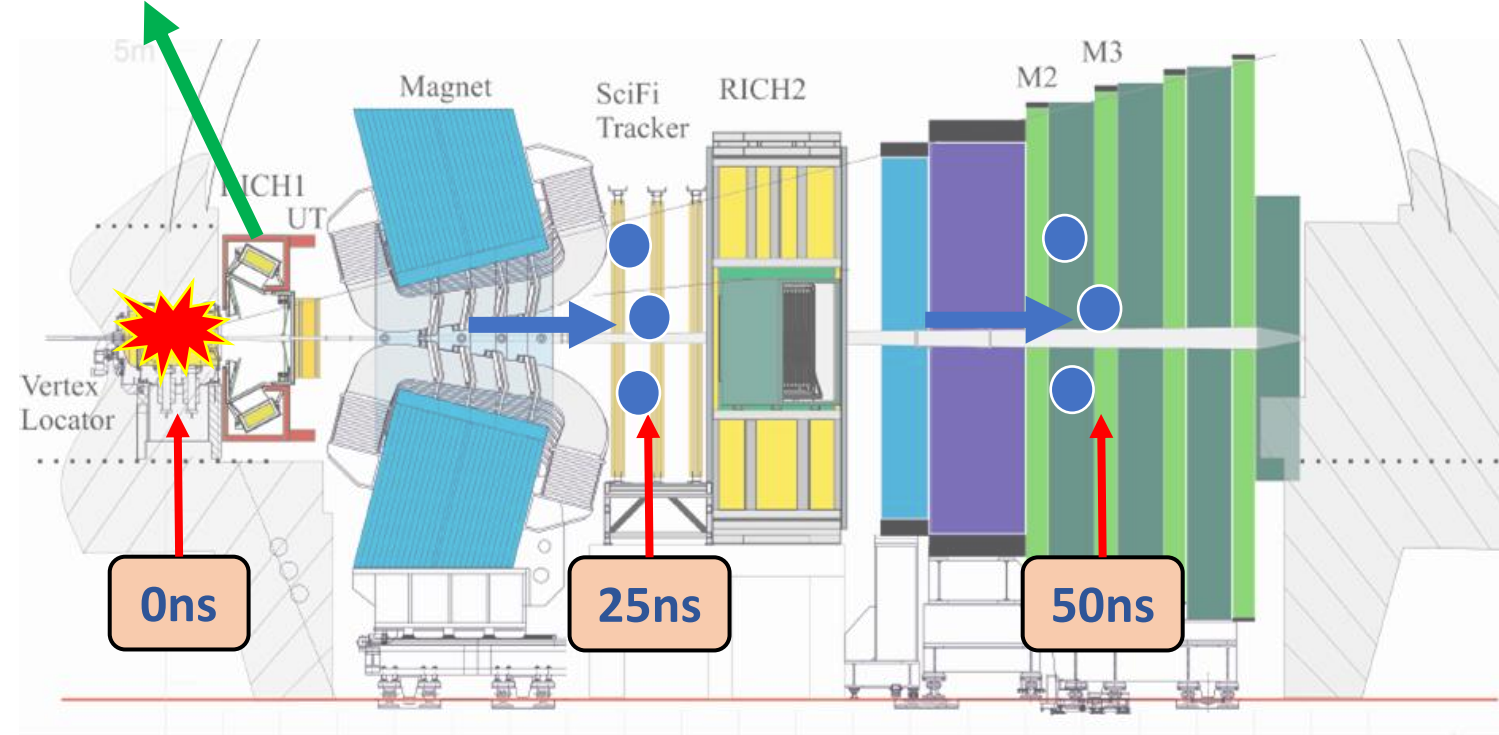 5m
Magnet
SciFi
Tracker
RICH2
M2
M3
RICH1
UT
Vertex
Locator
0ns
25ns
50ns